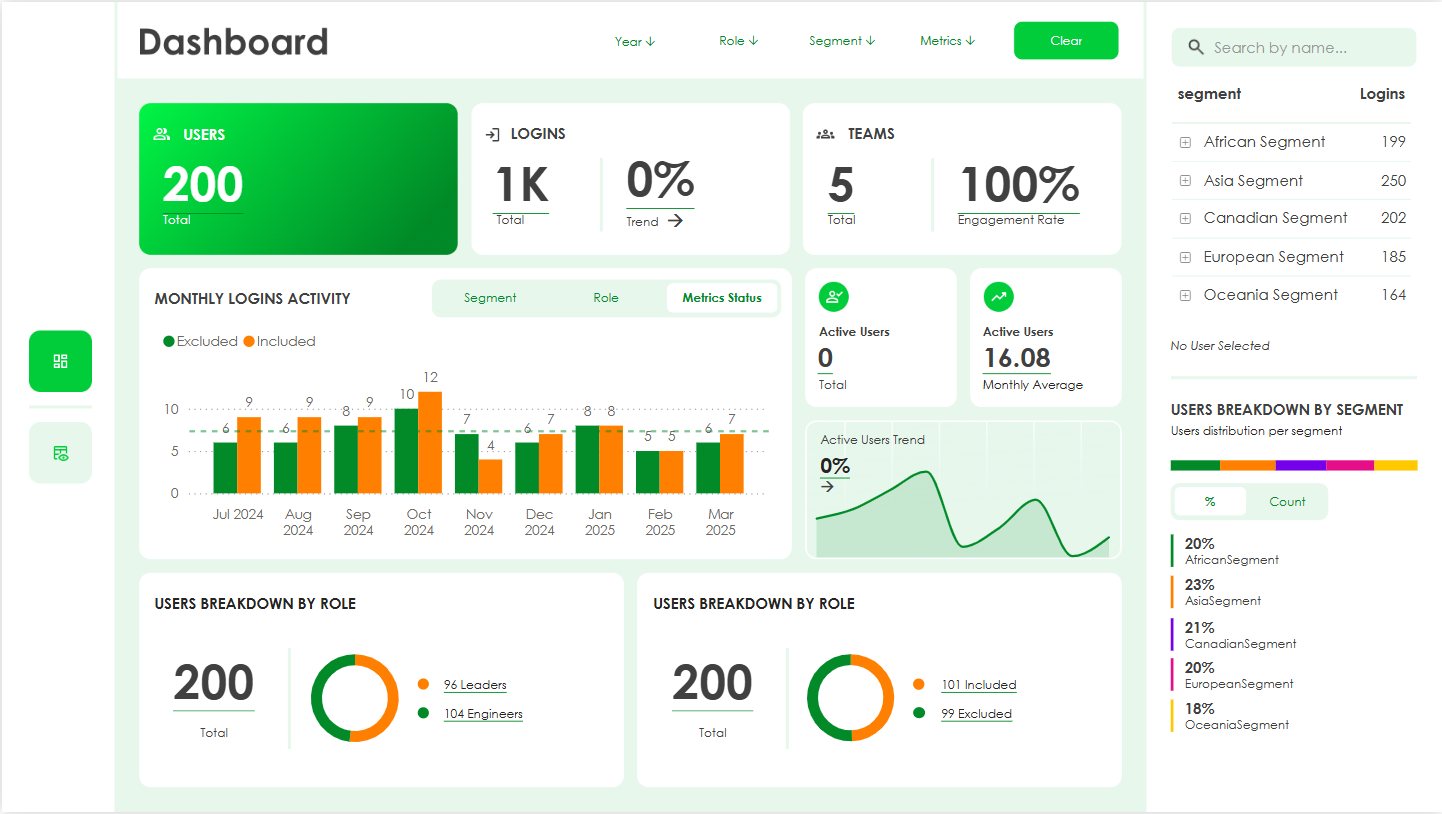 Dashboard
Year ↓
Role ↓
Segment ↓
Metrics ↓
Clear
USERS
200
Total
LOGINS
1K
Total
0%
Trend →
TEAMS
5
Total
100%
Engagement Rate
MONTHLY LOGINS ACTIVITY
Segment
Role
Metrics Status
Excluded
Included
10
5
0
6 9
6 9
8 9
10 12
7 4
6 7
8 8
5 5
6 7
Jul 2024
Aug 2024
Sep 2024
Oct 2024
Nov 2024
Dec 2024
Jan 2025
Feb 2025
Mar 2025
Active Users
0
Total
Active Users
16.08
Monthly Average
Active Users Trend
0%
→
USERS BREAKDOWN BY ROLE
200
Total
96 Leaders
104 Engineers
USERS BREAKDOWN BY ROLE
200
Total
101 Included
99 Excluded
Search by name...
segment Logins
African Segment 199
Asia Segment 250
Canadian Segment 202
European Segment 185
Oceania Segment 164
No User Selected
USERS BREAKDOWN BY SEGMENT
Users distribution per segment
%
Count
20%
AfricanSegment
23%
AsiaSegment
21%
CanadianSegment
20%
EuropeanSegment
18%
OceaniaSegment